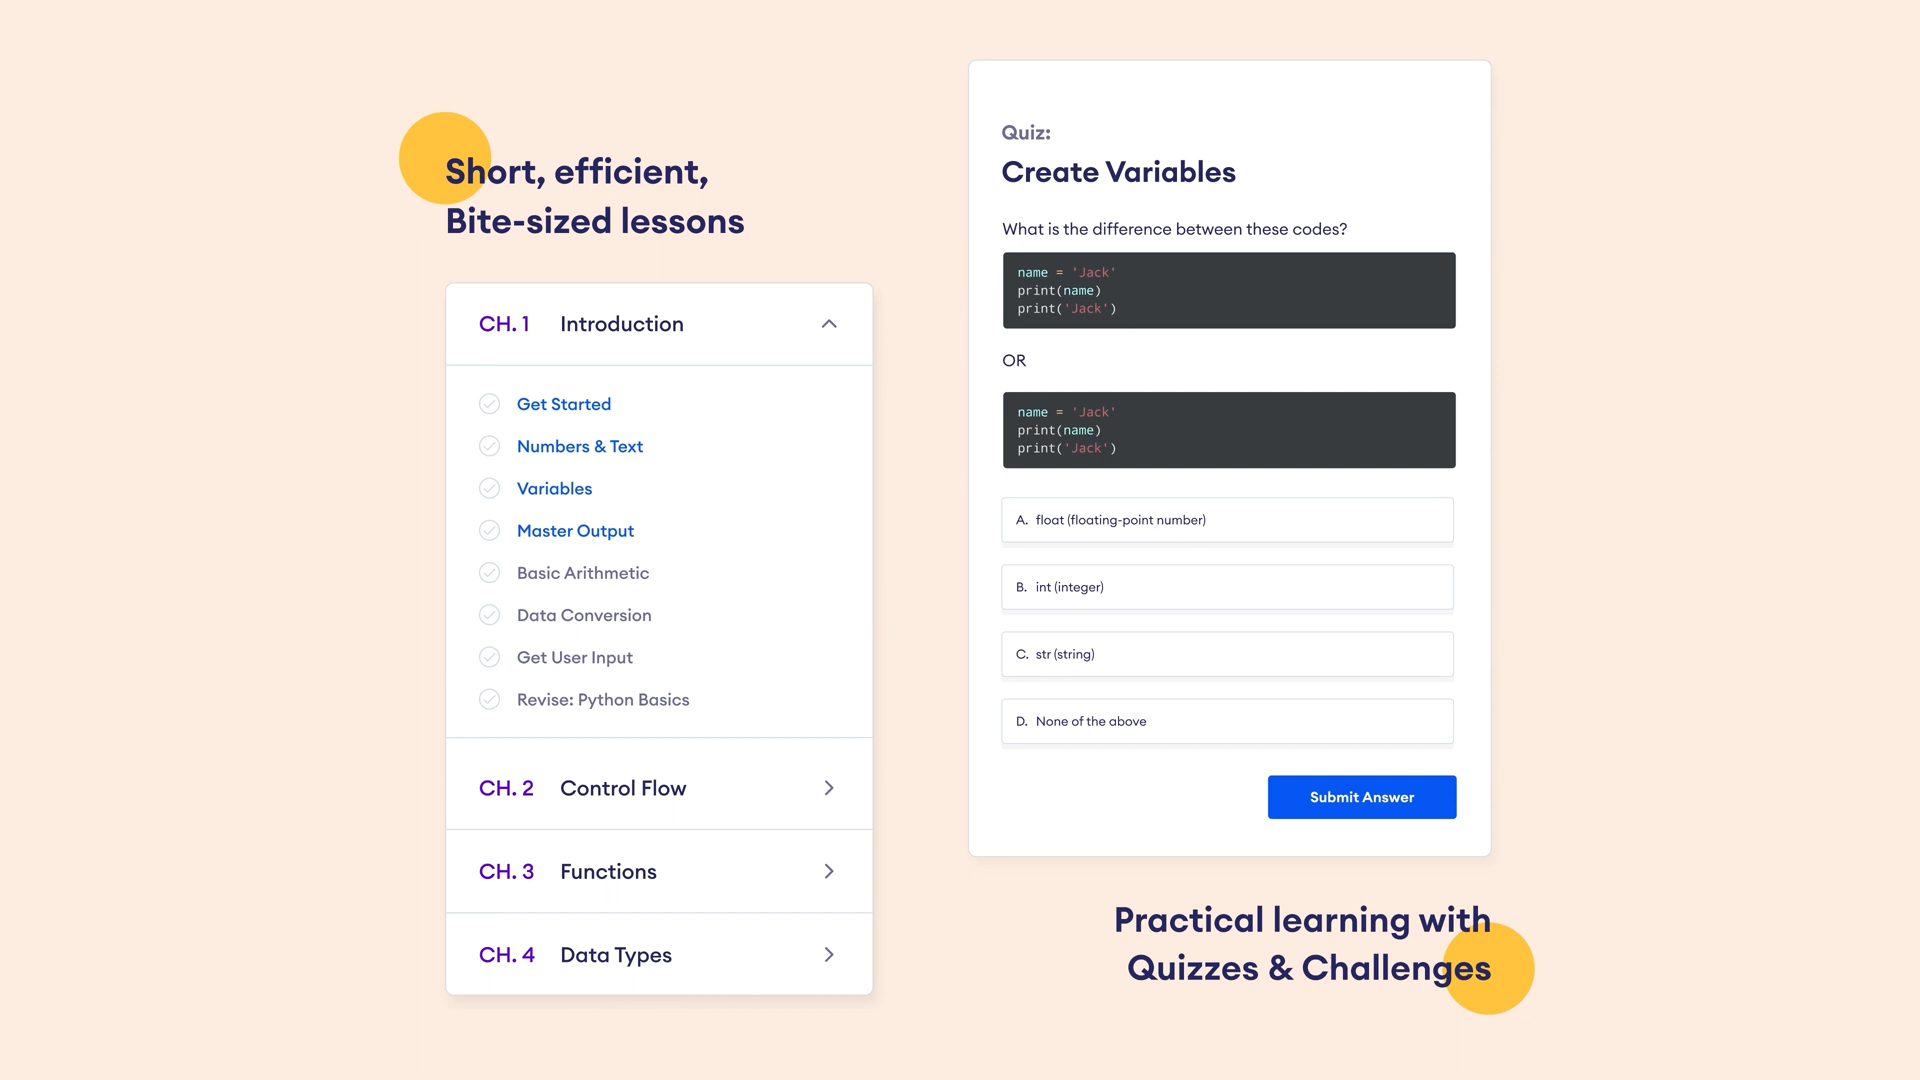 Short, efficient,
Bite-sized lessons
CH. 1 Introduction
Get Started
Numbers & Text
Variables
Master Output
Basic Arithmetic
Data Conversion
Get User Input
Revise: Python Basics
CH. 2 Control Flow
CH. 3 Functions
CH. 4 Data Types
Quiz:
Create Variables
What is the difference between these codes?
name = 'Jack'
print(name)
print('Jack')
OR
name = 'Jack'
print(name)
print('Jack')
A. float (floating-point number)
B. int (integer)
C. str (string)
D. None of the above
Submit Answer
Practical learning with
Quizzes & Challenges